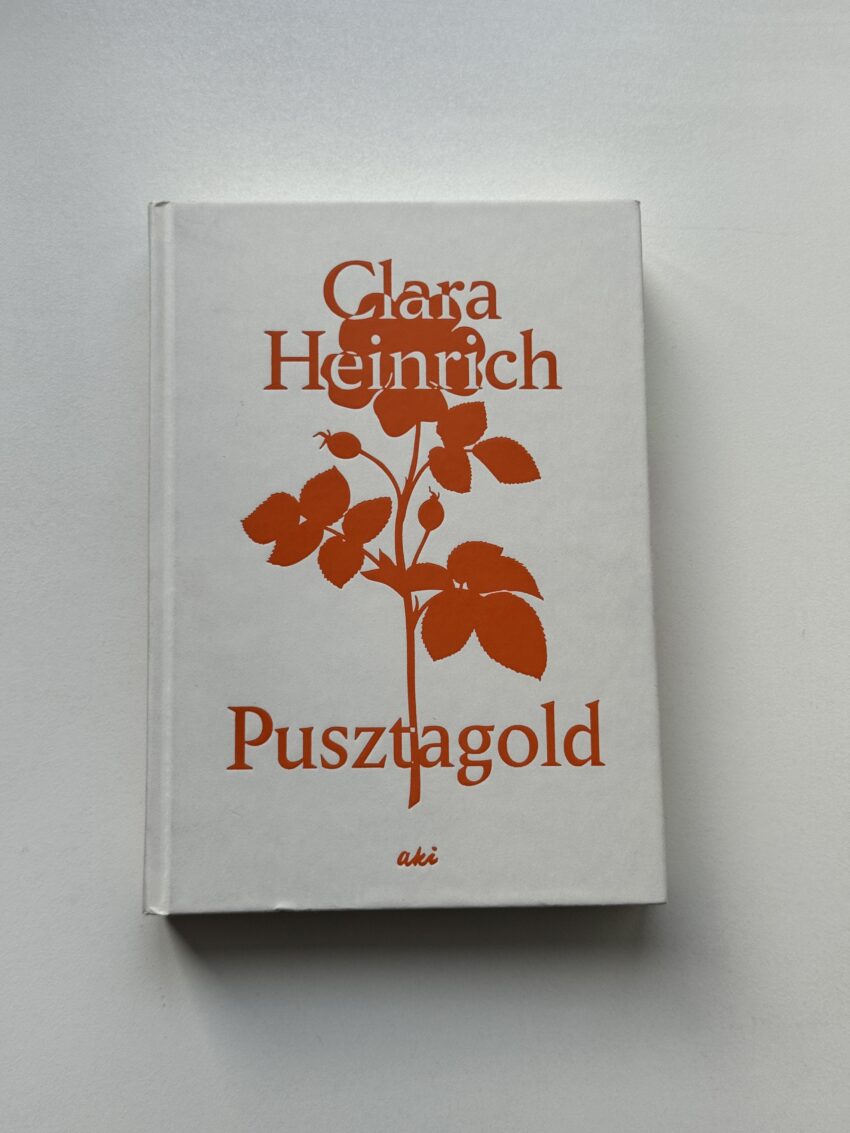 Clara
Heinrich
Pusztagold
aki